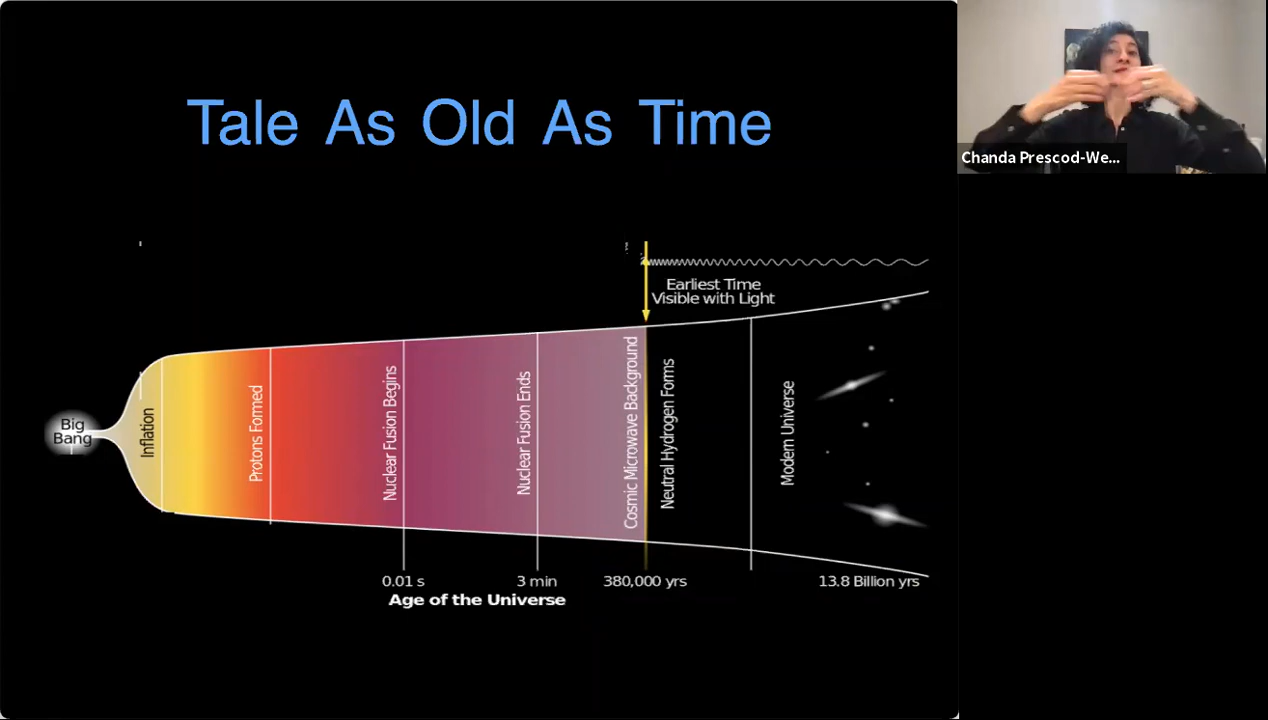 Tale As Old As Time
Chanda Prescod-We...
Earliest Time
Visible with Light
Big
Bang
Inflation
Protons Formed
Nuclear Fusion Begins
Nuclear Fusion Ends
Cosmic Microwave Background
Neutral Hydrogen Forms
Modern Universe
0.01 s
3 min
380,000 yrs
13.8 Billion yrs
Age of the Universe